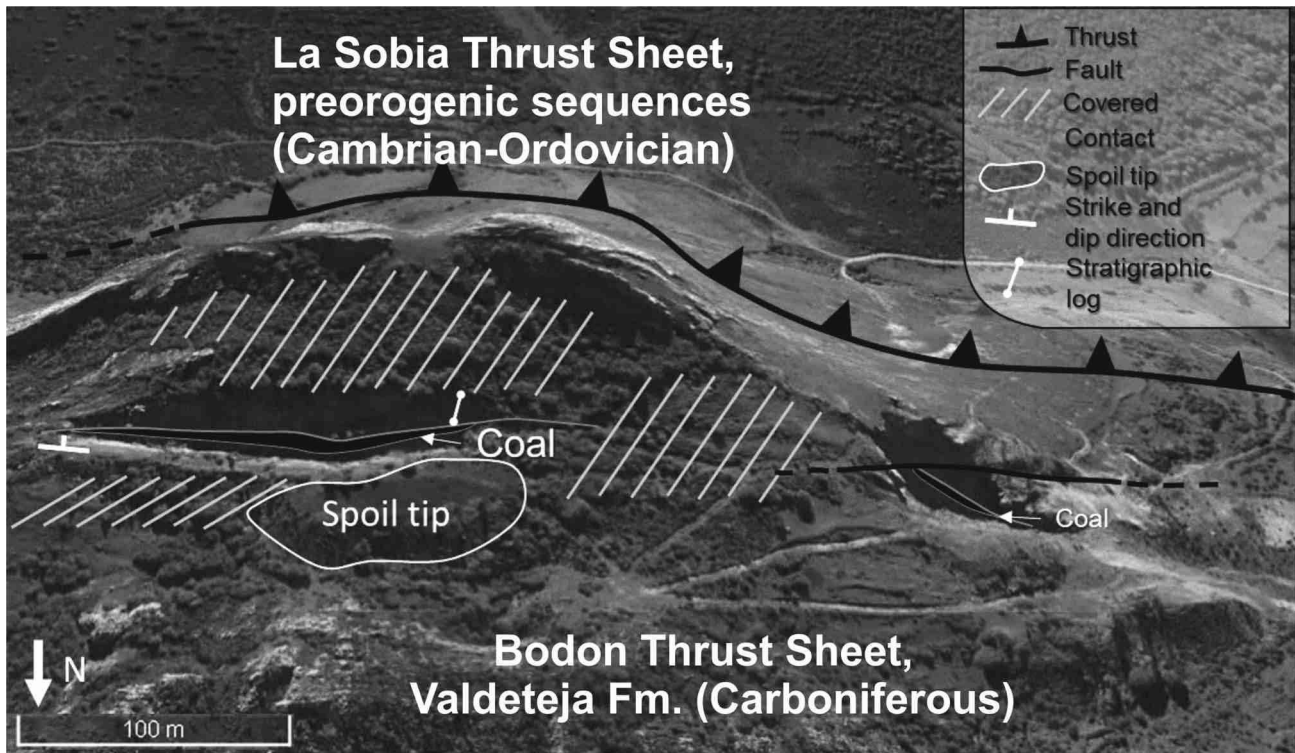 La Sobia Thrust Sheet,
preorogenic sequences
(Cambrian-Ordovician)
Thrust
Fault
Covered
Contact
Spoil tip
Strike and
dip direction
Stratigraphic
log
Coal
Spoil tip
Coal
Bodon Thrust Sheet,
Valdeteja Fm. (Carboniferous)
N
100 m